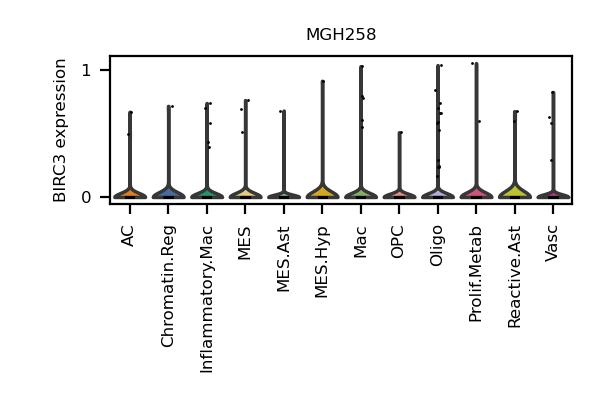 MGH258
BIRC3 expression
1
0
AC
Chromatin.Reg
Inflammatory.Mac
MES
MES.Ast
MES.Hyp
Mac
OPC
Oligo
Prolif.Metab
Reactive.Ast
Vasc